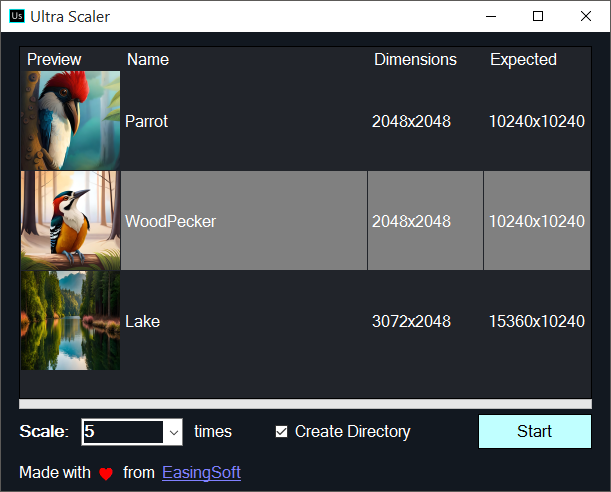 Us Ultra Scaler
Preview Name Dimensions Expected
Parrot 2048x2048 10240x10240
WoodPecker 2048x2048 10240x10240
Lake 3072x2048 15360x10240
Scale: 5 times Create Directory Start
Made with ♥ from EasingSoft